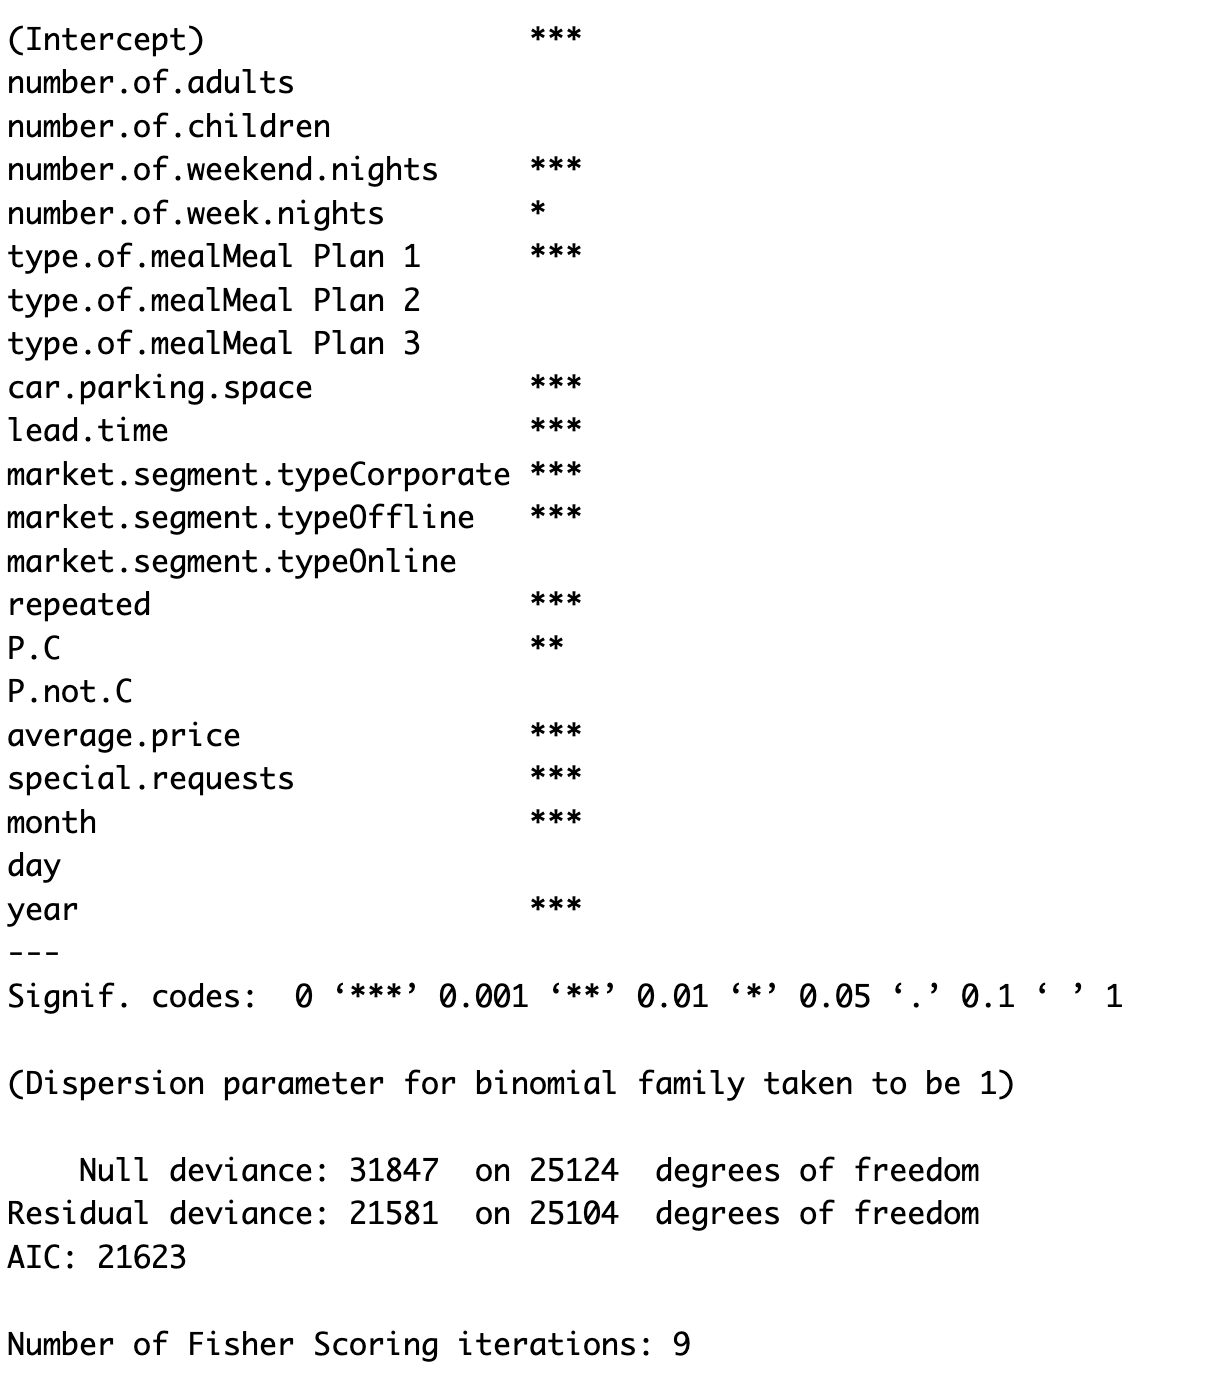 (Intercept) ***
number.of.adults
number.of.children
number.of.weekend.nights ***
number.of.week.nights *
type.of.mealMeal Plan 1 ***
type.of.mealMeal Plan 2
type.of.mealMeal Plan 3
car.parking.space ***
lead.time ***
market.segment.typeCorporate ***
market.segment.typeOffline ***
market.segment.typeOnline
repeated ***
P.C **
P.not.C
average.price ***
special.requests ***
month ***
day
year ***
---
Signif. codes:  0 ‘***’ 0.001 ‘**’ 0.01 ‘*’ 0.05 ‘.’ 0.1 ‘ ’ 1
(Dispersion parameter for binomial family taken to be 1)
Null deviance: 31847  on 25124  degrees of freedom
Residual deviance: 21581  on 25104  degrees of freedom
AIC: 21623
Number of Fisher Scoring iterations: 9